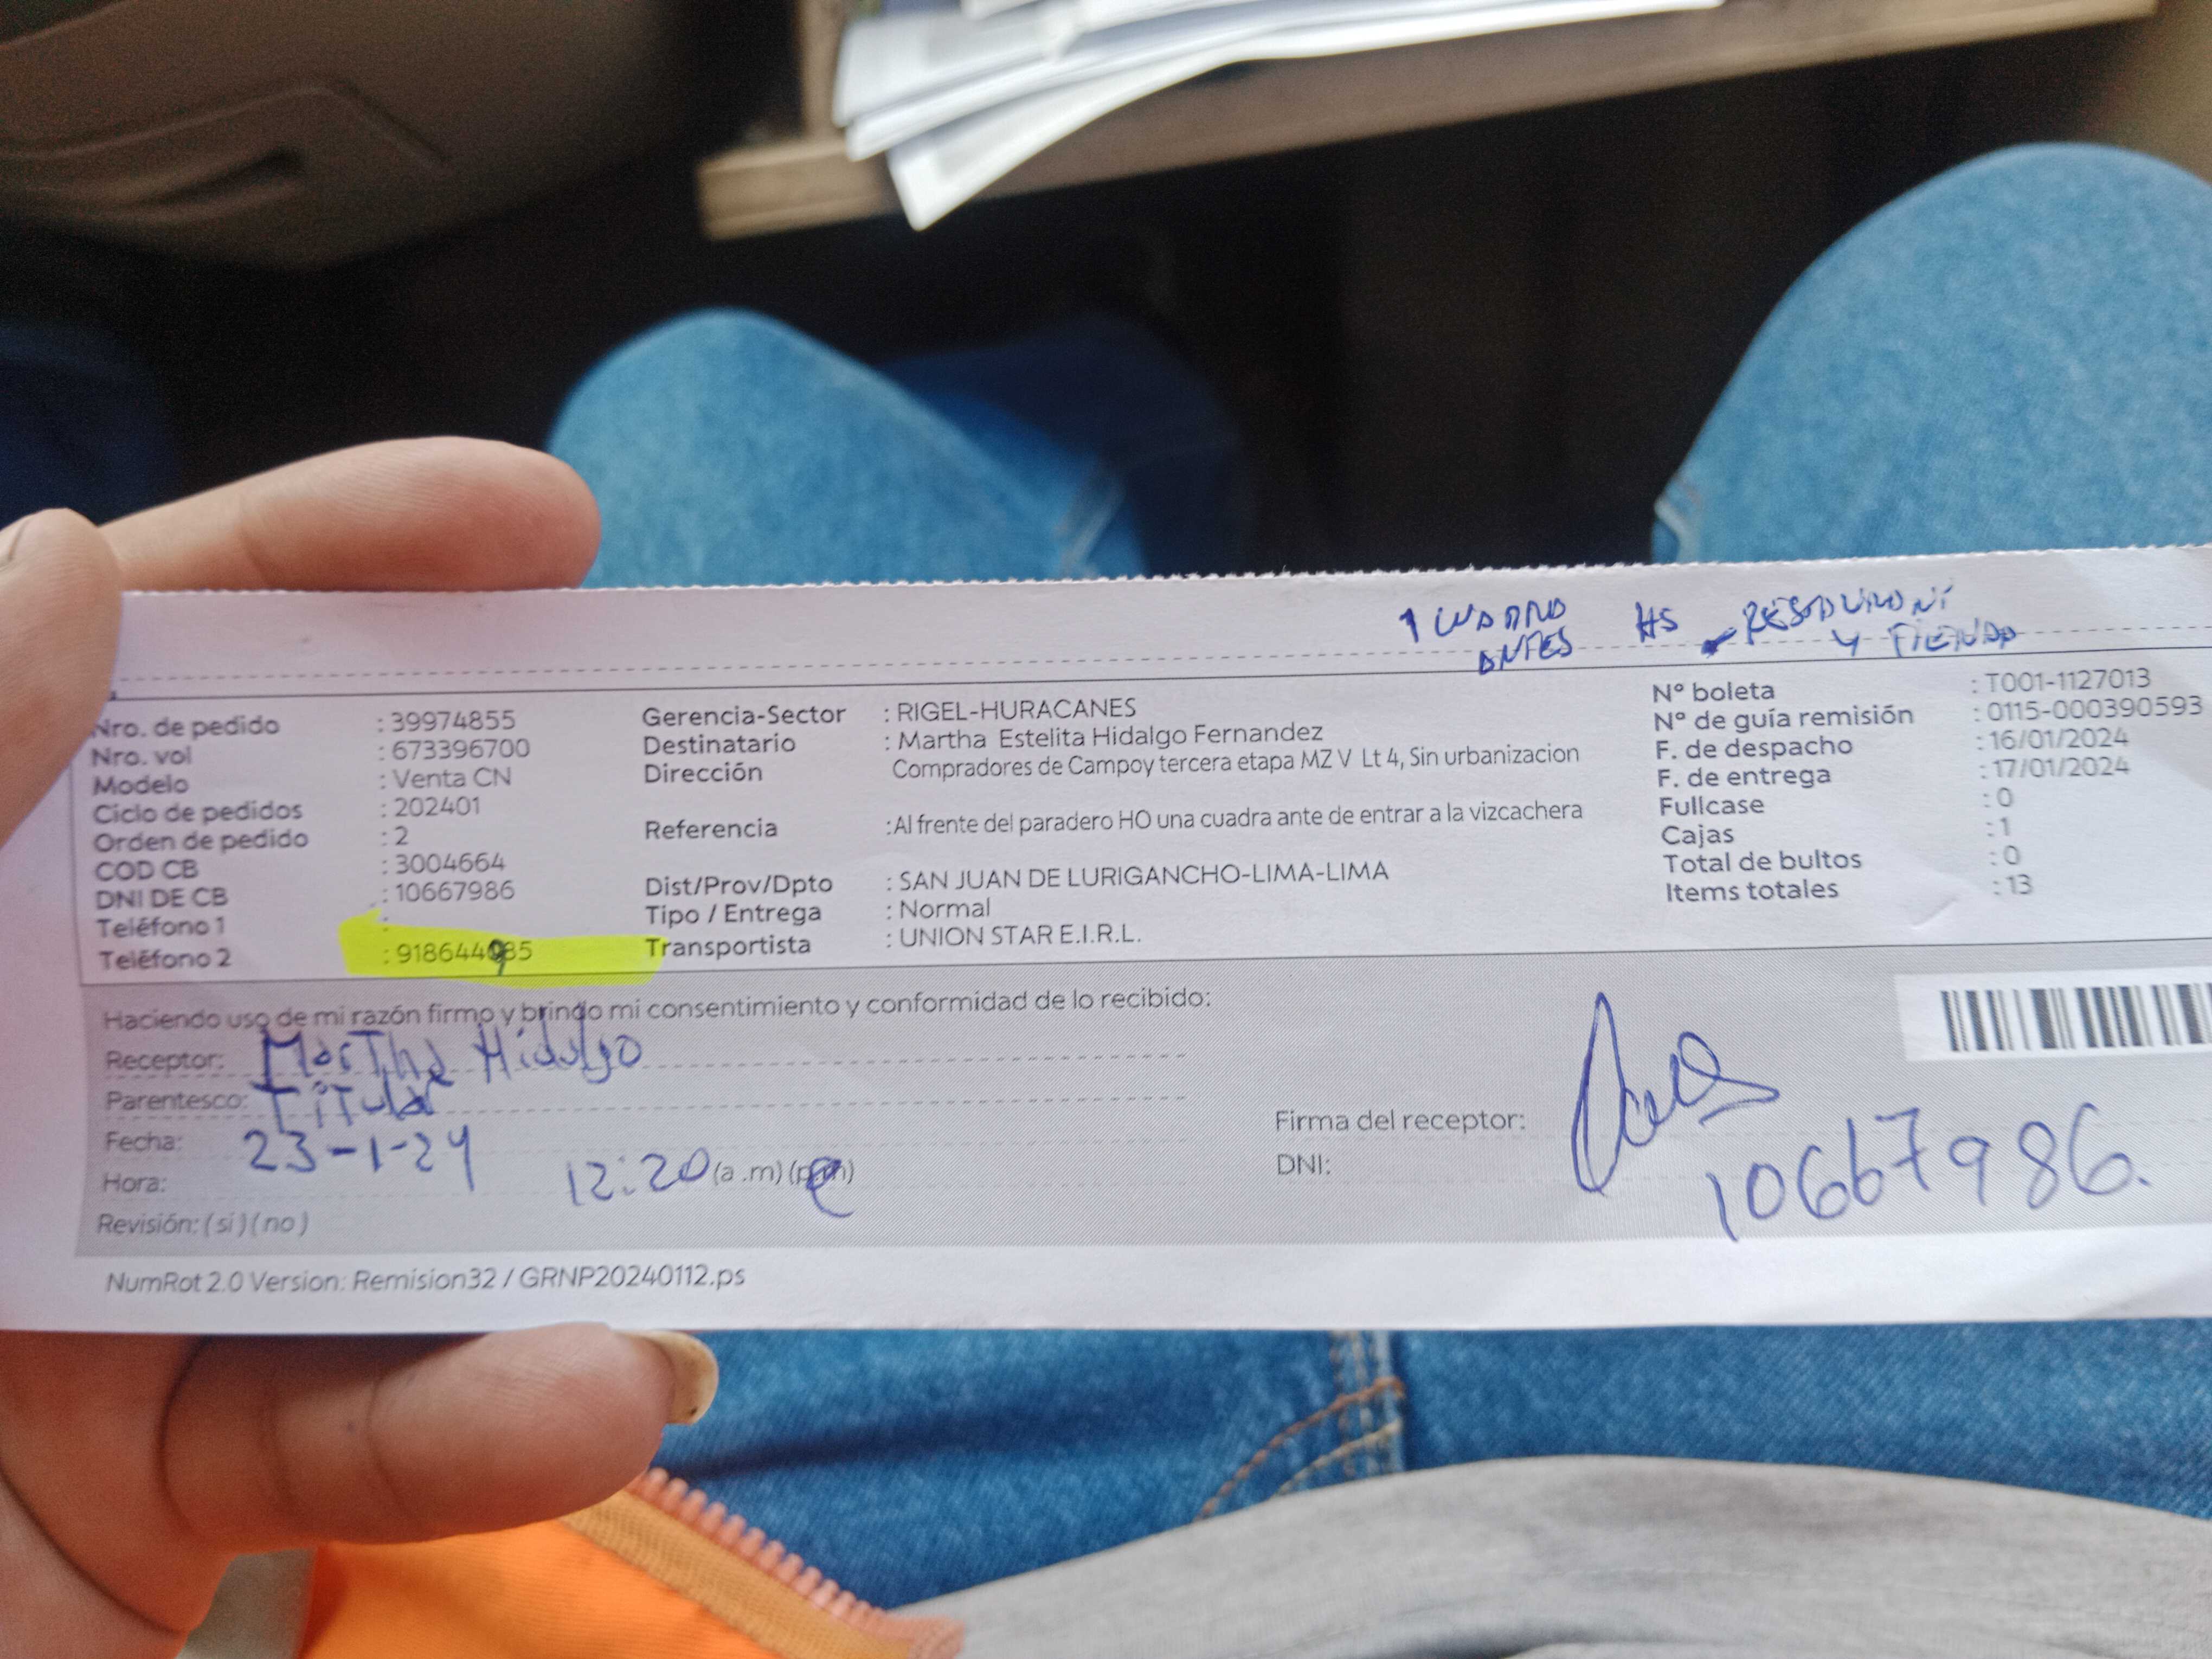 1 CUADRA HS - RESTAURANT
ANTES Y TIENDA
Nro. de pedido : 39974855
Nro. vol : 673396700
Modelo : Venta CN
Ciclo de pedidos : 202401
Orden de pedido : 2
COD CB : 3004664
DNI DE CB : 10667986
Teléfono 1 :
Teléfono 2 : 918644985
Gerencia-Sector : RIGEL-HURACANES
Destinatario : Martha Estelita Hidalgo Fernandez
Dirección Compradores de Campoy tercera etapa MZ V Lt 4, Sin urbanizacion
Referencia :Al frente del paradero HO una cuadra ante de entrar a la vizcachera
Dist/Prov/Dpto : SAN JUAN DE LURIGANCHO-LIMA-LIMA
Tipo / Entrega : Normal
Transportista : UNION STAR E.I.R.L.
N° boleta : T001-1127013
N° de guía remisión : 0115-000390593
F. de despacho : 16/01/2024
F. de entrega : 17/01/2024
Fullcase : 0
Cajas : 1
Total de bultos : 0
Items totales : 13
Haciendo uso de mi razón firmo y brindo mi consentimiento y conformidad de lo recibido:
Receptor: Martha Hidalgo
Parentesco: Titular
Fecha: 23-1-24
Hora: 12:20 (a .m) (p.m)
Revisión: ( si ) ( no )
Firma del receptor:
DNI: 10667986.
NumRot 2.0 Version: Remision32 / GRNP20240112.ps